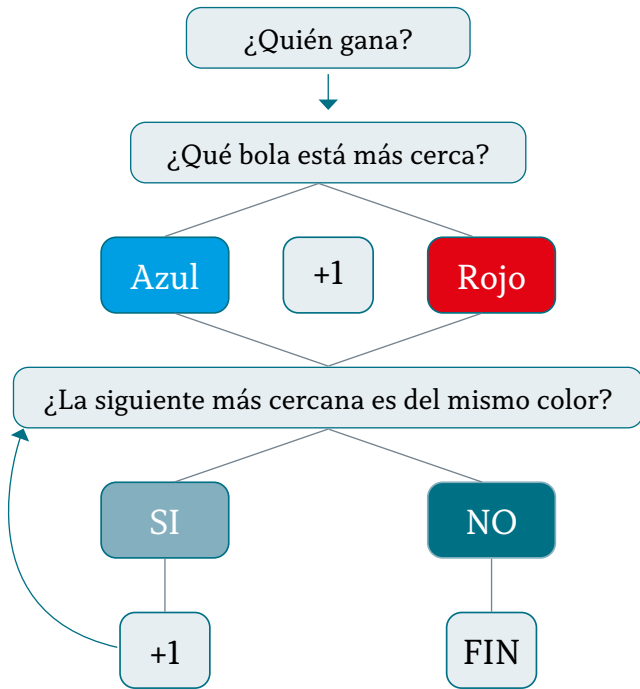 ¿Quién gana?
¿Qué bola está más cerca?
Azul
+1
Rojo
¿La siguiente más cercana es del mismo color?
SI
NO
+1
FIN